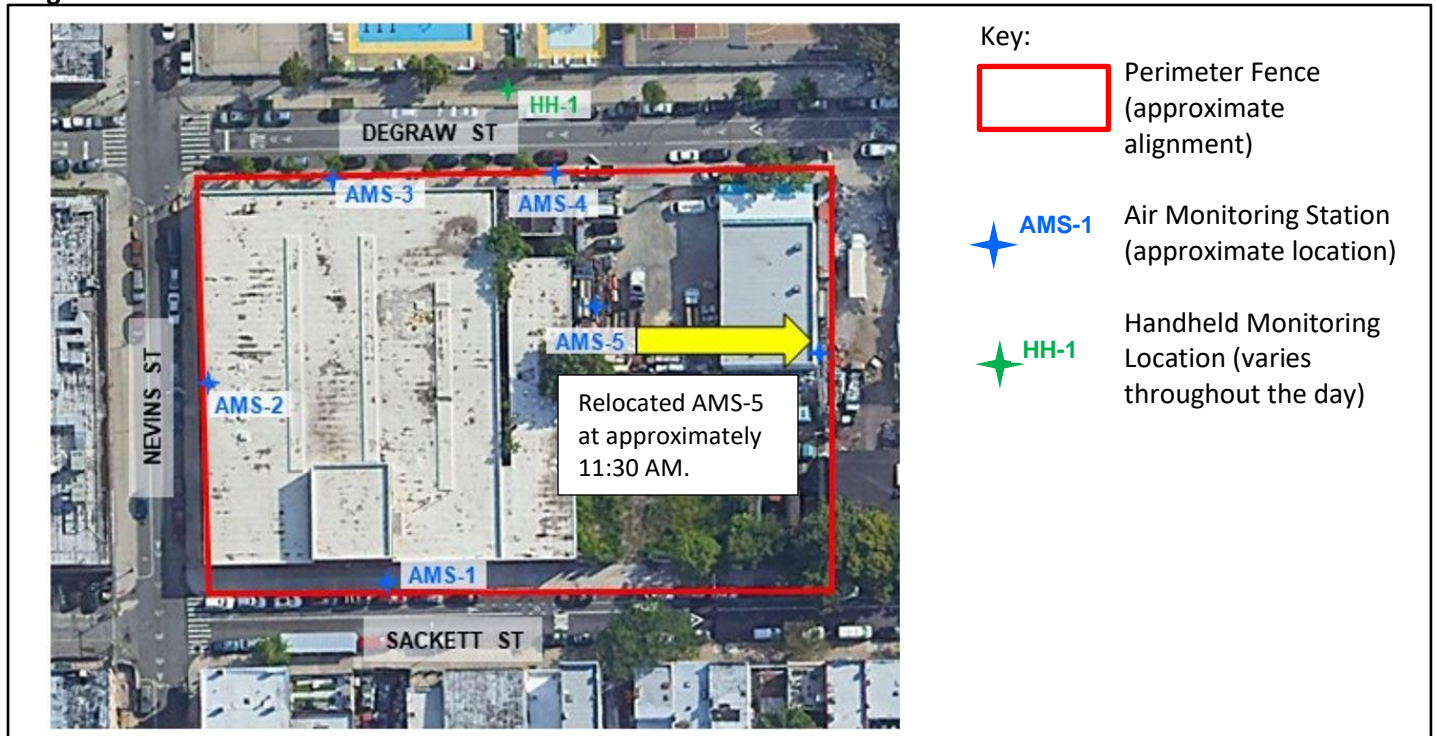 HH-1
DEGRAW ST
AMS-3
AMS-4
AMS-5
AMS-2
NEVINS ST
Relocated AMS-5
at approximately
11:30 AM.
AMS-1
SACKETT ST
Key:
Perimeter Fence
(approximate
alignment)
AMS-1
Air Monitoring Station
(approximate location)
HH-1
Handheld Monitoring
Location (varies
throughout the day)